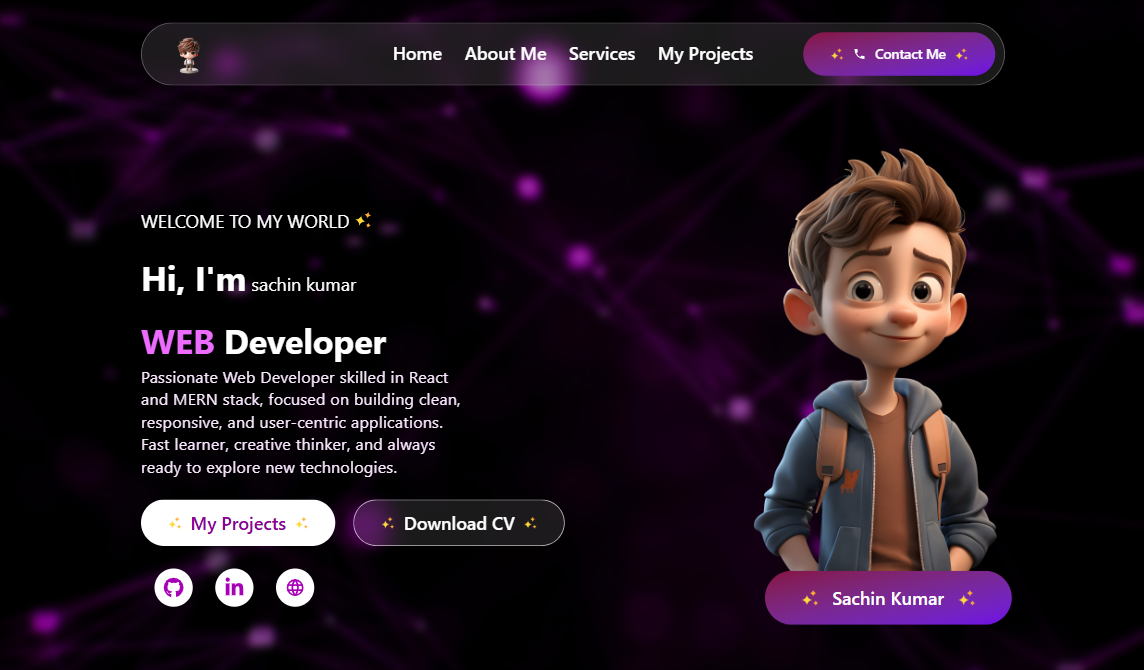 Home About Me Services My Projects ✨ 📞 Contact Me ✨
WELCOME TO MY WORLD ✨
Hi, I'm sachin kumar
WEB Developer
Passionate Web Developer skilled in React
and MERN stack, focused on building clean,
responsive, and user-centric applications.
Fast learner, creative thinker, and always
ready to explore new technologies.
✨ My Projects ✨ ✨ Download CV ✨
in
✨ Sachin Kumar ✨